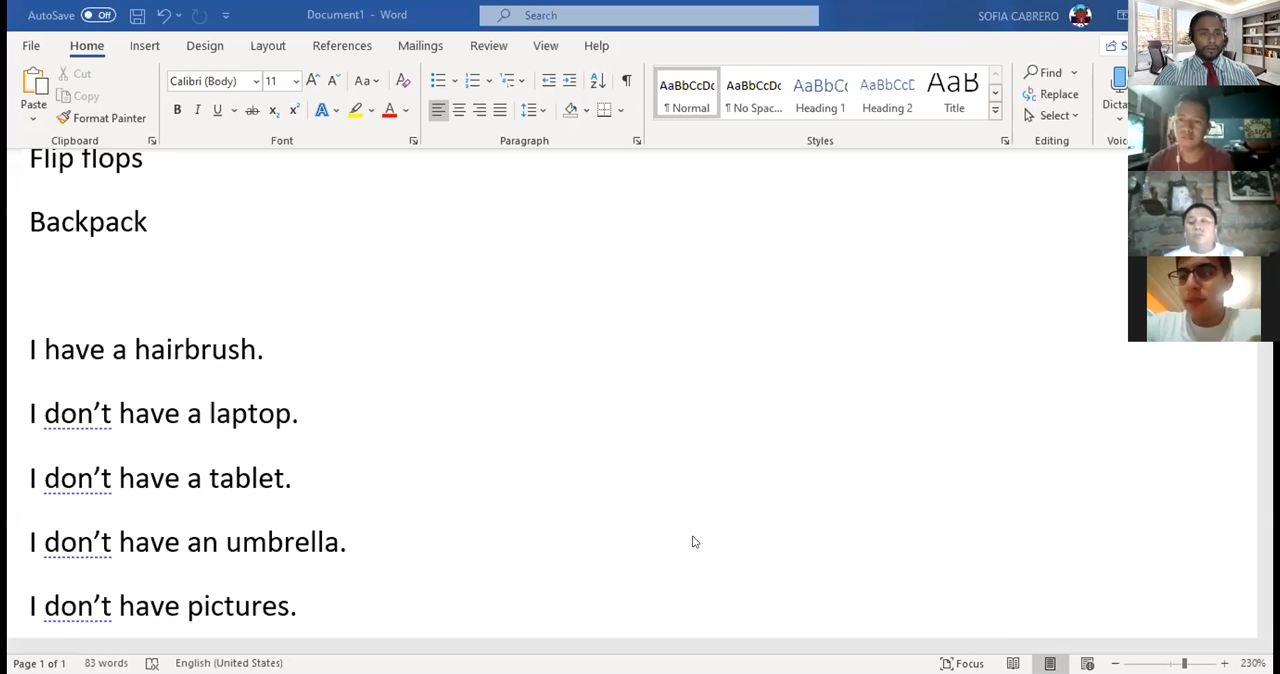 AutoSave Off Document1 - Word Search SOFIA CABRERO
File Home Insert Design Layout References Mailings Review View Help
Cut Calibri (Body) 11 Aa AaBbCcDc AaBbCcDc AaBbCc AaBbCcD AaB Find
Paste Copy Normal No Spac... Heading 1 Heading 2 Title Replace
Format Painter B I U ab Select
Clipboard Font Paragraph Styles Editing
Flip flops
Backpack
I have a hairbrush.
I don’t have a laptop.
I don’t have a tablet.
I don’t have an umbrella.
I don’t have pictures.
Page 1 of 1 83 words English (United States) Focus 230%